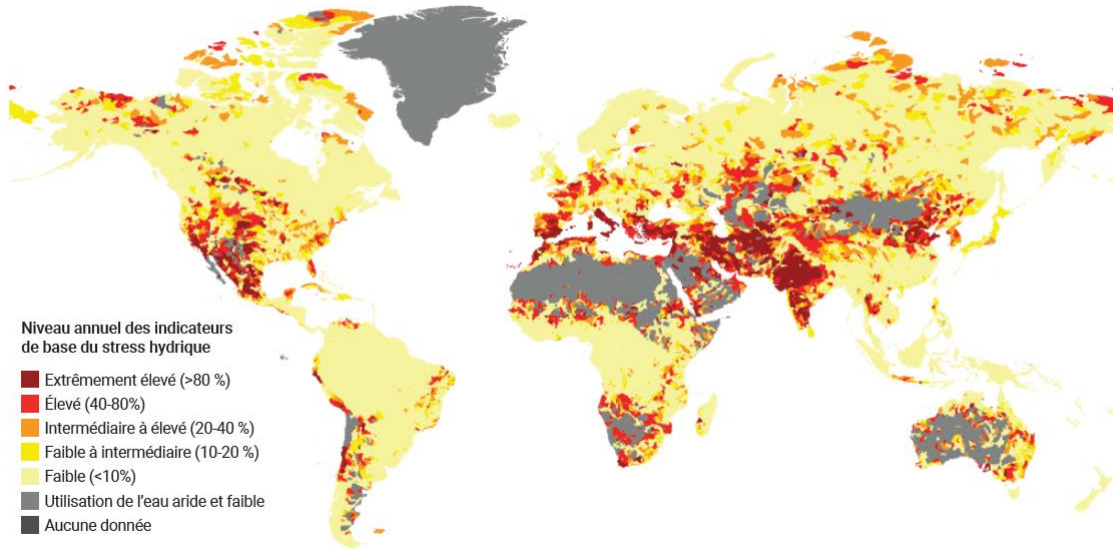 Niveau annuel des indicateurs
de base du stress hydrique
Extrêmement élevé (>80 %)
Élevé (40-80%)
Intermédiaire à élevé (20-40 %)
Faible à intermédiaire (10-20 %)
Faible (<10%)
Utilisation de l’eau aride et faible
Aucune donnée